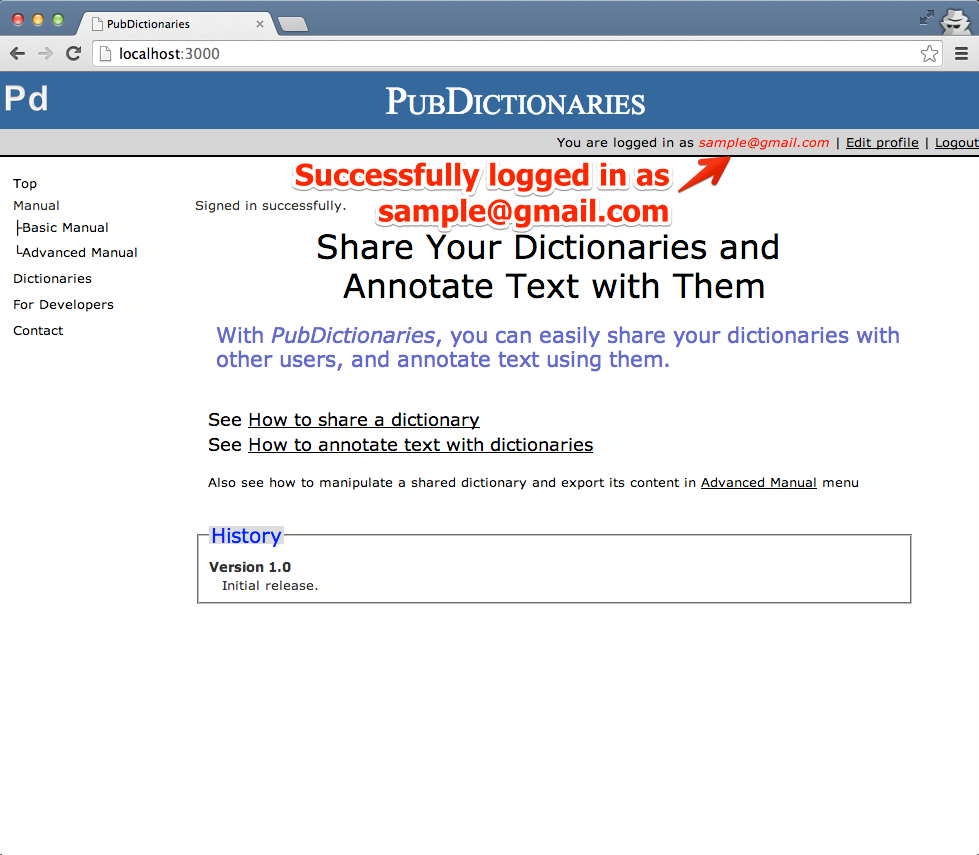 PubDictionaries
localhost:3000
Pd
PUBDICTIONARIES
You are logged in as sample@gmail.com | Edit profile | Logout
Successfully logged in as
sample@gmail.com
Top
Manual
├Basic Manual
└Advanced Manual
Dictionaries
For Developers
Contact
Signed in successfully.
Share Your Dictionaries and
Annotate Text with Them
With PubDictionaries, you can easily share your dictionaries with
other users, and annotate text using them.
See How to share a dictionary
See How to annotate text with dictionaries
Also see how to manipulate a shared dictionary and export its content in Advanced Manual menu
History
Version 1.0
Initial release.